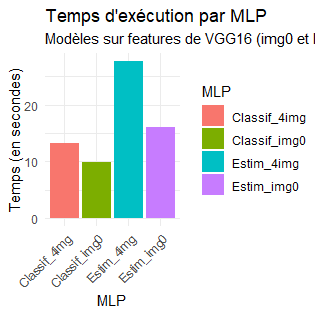 Temps d'exécution par MLP
Modèles sur features de VGG16 (img0 et
Temps (en secondes)
20
10
0
Classif_4img
Classif_img0
Estim_4img
Estim_img0
MLP
MLP
Classif_4img
Classif_img0
Estim_4img
Estim_img0